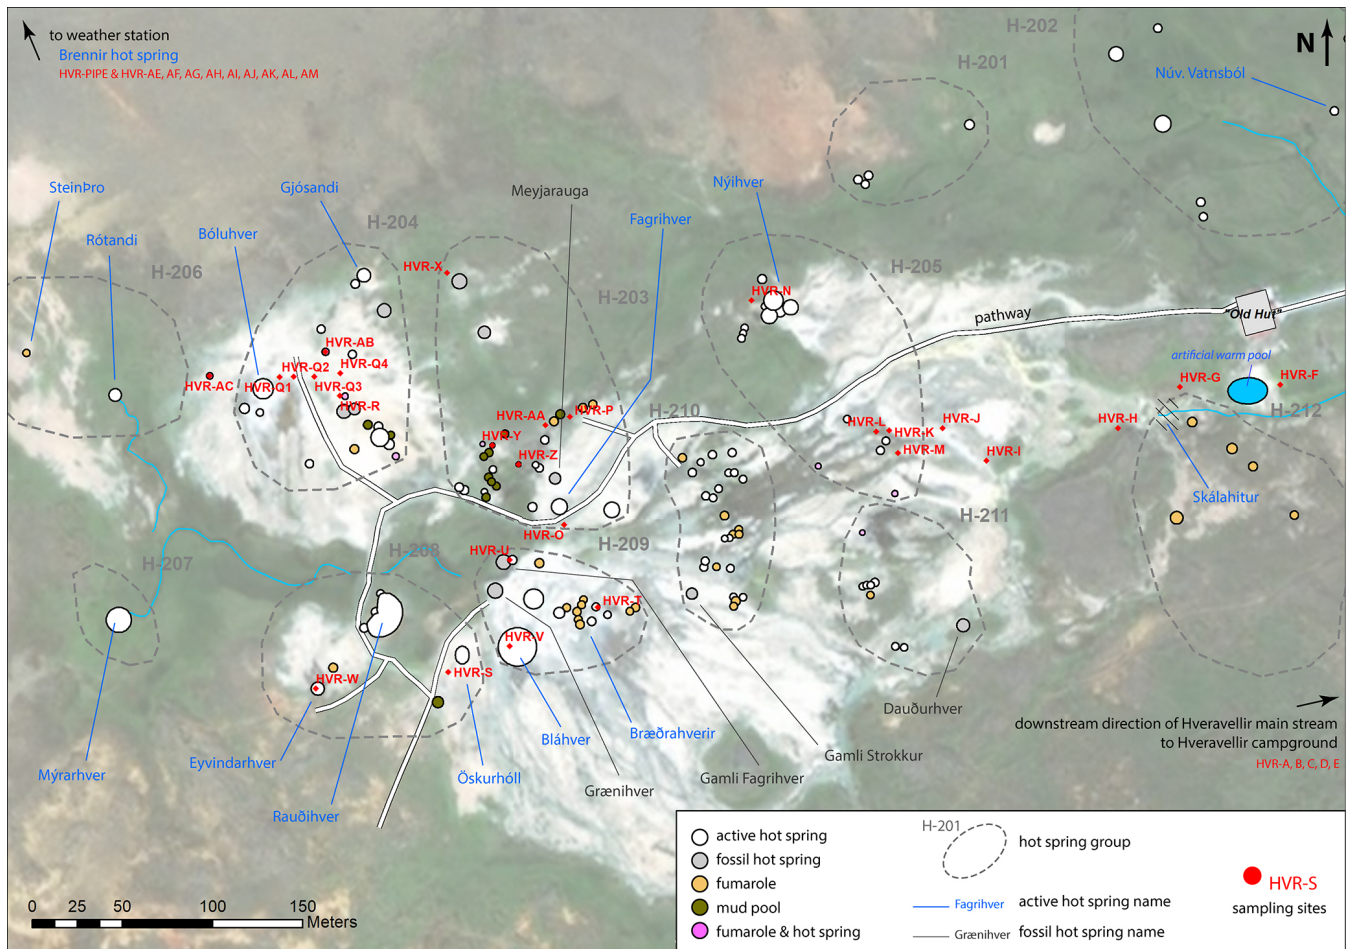 to weather station
Brennir hot spring
HVR-PIPE & HVR-AE, AF, AG, AH, AI, AJ, AK, AL, AM
H-202
N
H-201
Núv. Vatnsból
SteinÞro
Gjósandi
Meyjarauga
Nýihver
Rótandi
Bóluhver
H-204
Fagrihver
H-206
HVR-X
H-203
H-205
HVR-N
pathway
"Old Hut"
HVR-AB
HVR-Q4
HVR-Q2
HVR-AC
HVR-Q1
HVR-Q3
HVR-R
artificial warm pool
HVR-G
HVR-F
H-212
HVR-AA
HVR-P
H-210
HVR-L
HVR-K
HVR-J
HVR-H
HVR-Y
HVR-Z
HVR-M
HVR-I
Skálahitur
HVR-O
H-211
H-207
H-208
HVR-U
H-209
HVR-T
HVR-V
HVR-W
HVR-S
Dauðurhver
Mýrarhver
Eyvindarhver
Rauðihver
Öskurhóll
Bláhver
Bræðrahverir
Grænihver
Gamli Fagrihver
Gamli Strokkur
downstream direction of Hveravellir main stream
to Hveravellir campground
HVR-A, B, C, D, E
active hot spring
fossil hot spring
fumarole
mud pool
fumarole & hot spring
H-201
hot spring group
Fagrihver
active hot spring name
Grænihver
fossil hot spring name
HVR-S
sampling sites
0 25 50 100 150
Meters